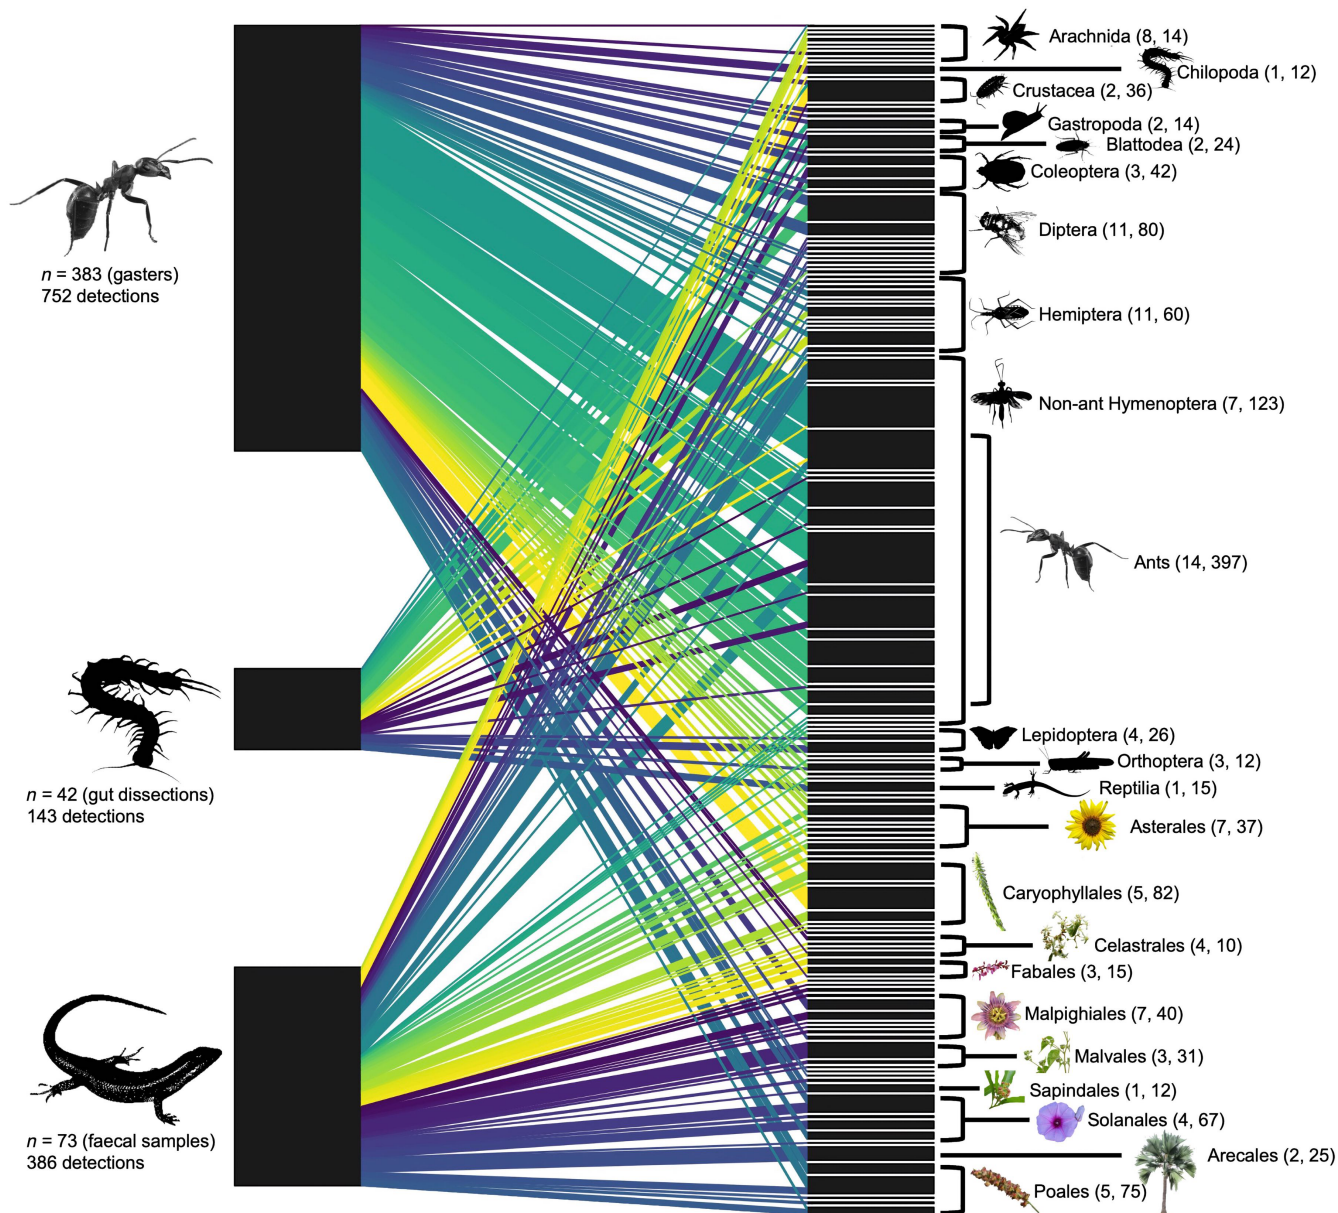 n = 383 (gasters)
752 detections
n = 42 (gut dissections)
143 detections
n = 73 (faecal samples)
386 detections
Arachnida (8, 14)
Chilopoda (1, 12)
Crustacea (2, 36)
Gastropoda (2, 14)
Blattodea (2, 24)
Coleoptera (3, 42)
Diptera (11, 80)
Hemiptera (11, 60)
Non-ant Hymenoptera (7, 123)
Ants (14, 397)
Lepidoptera (4, 26)
Orthoptera (3, 12)
Reptilia (1, 15)
Asterales (7, 37)
Caryophyllales (5, 82)
Celastrales (4, 10)
Fabales (3, 15)
Malpighiales (7, 40)
Malvales (3, 31)
Sapindales (1, 12)
Solanales (4, 67)
Arecales (2, 25)
Poales (5, 75)